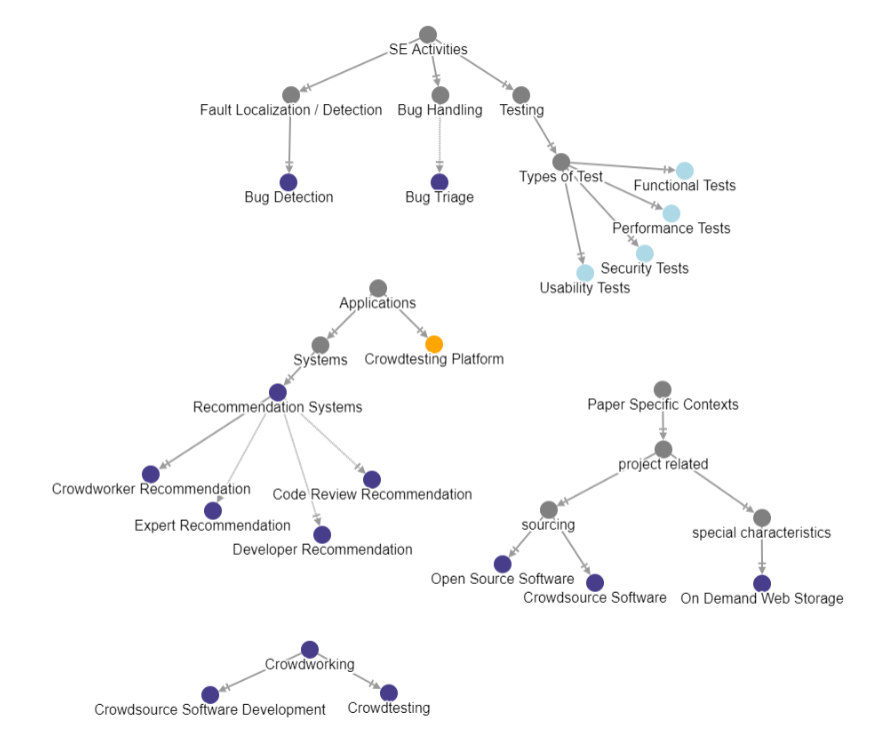 SE Activities
Fault Localization / Detection
Bug Handling
Testing
Bug Detection
Bug Triage
Types of Test
Functional Tests
Performance Tests
Security Tests
Usability Tests
Applications
Systems
Crowdtesting Platform
Recommendation Systems
Crowdworker Recommendation
Code Review Recommendation
Expert Recommendation
Developer Recommendation
Paper Specific Contexts
project related
sourcing
special characteristics
Open Source Software
Crowdsource Software
On Demand Web Storage
Crowdworking
Crowdsource Software Development
Crowdtesting